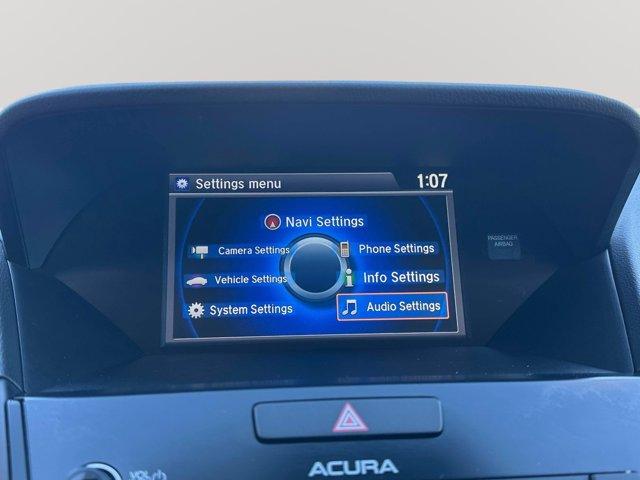 Settings menu
1:07
Navi Settings
Camera Settings
Phone Settings
Vehicle Settings
Info Settings
System Settings
Audio Settings
PASSENGER
AIRBAG
VOL
ACURA